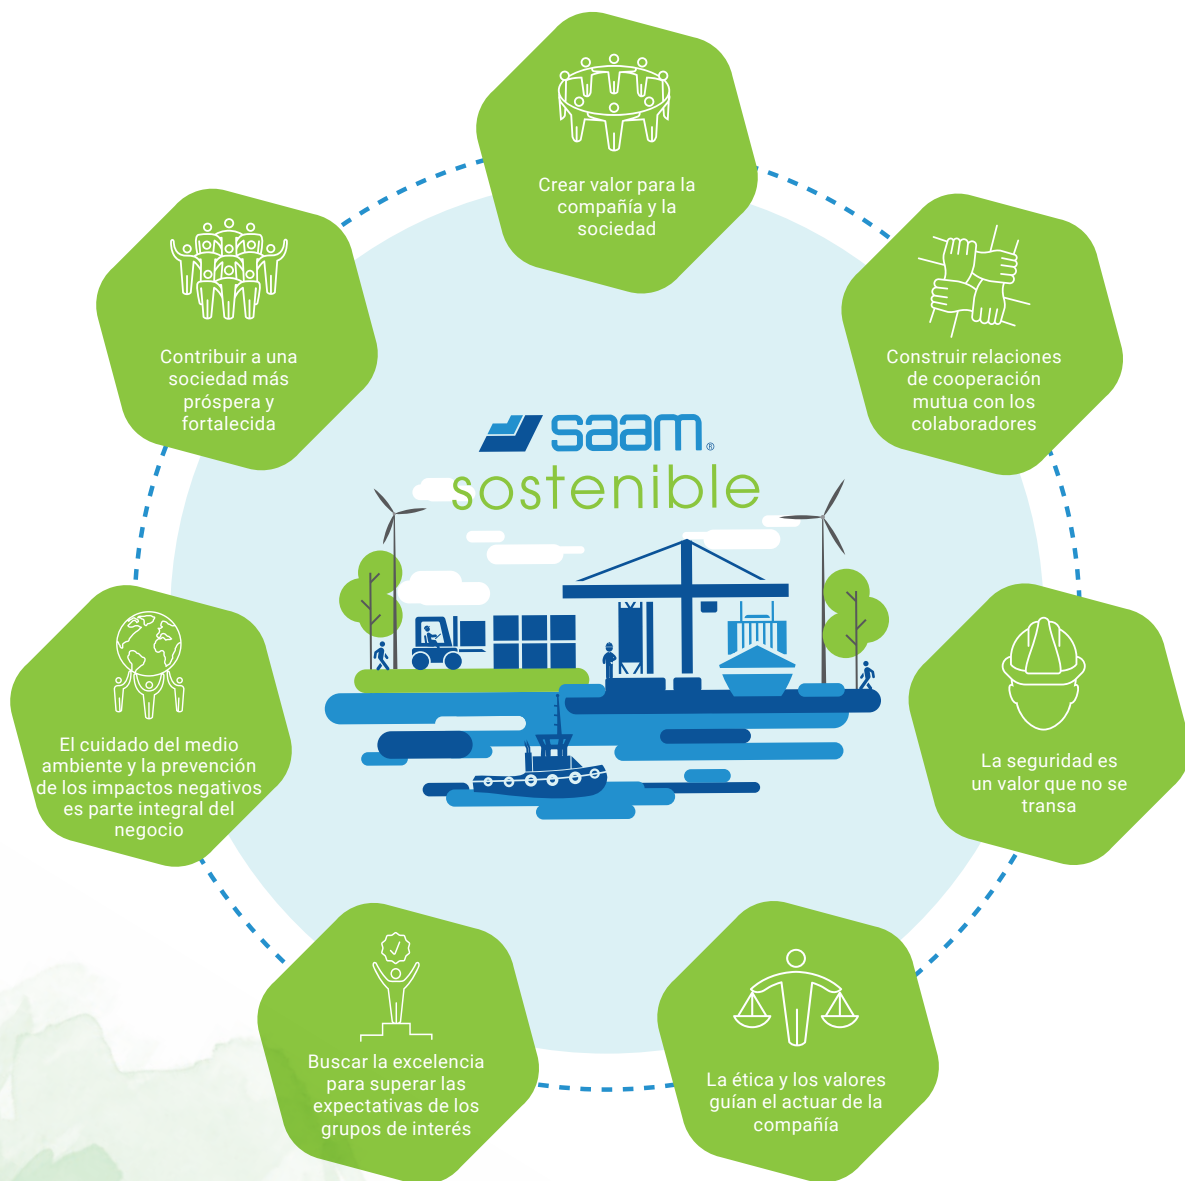 Crear valor para la
compañía y la
sociedad
Construir relaciones
de cooperación
mutua con los
colaboradores
La seguridad es
un valor que no se
transa
La ética y los valores
guían el actuar de la
compañía
Buscar la excelencia
para superar las
expectativas de los
grupos de interés
El cuidado del medio
ambiente y la prevención
de los impactos negativos
es parte integral del
negocio
Contribuir a una
sociedad más
próspera y
fortalecida
saam®
sostenible